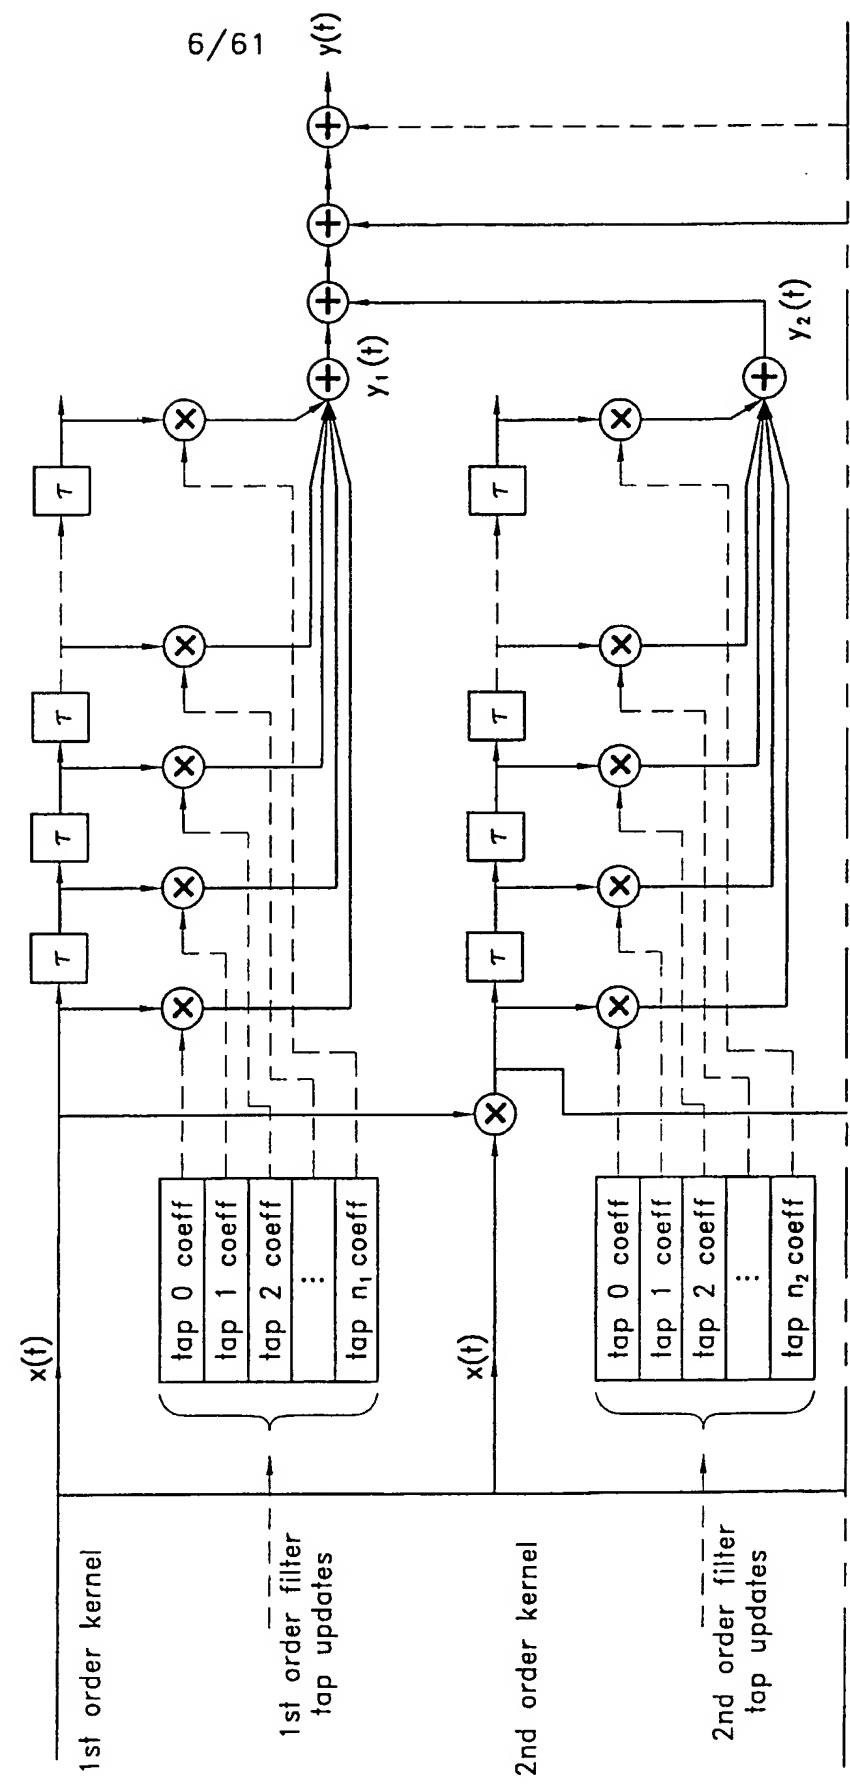 6/61
1st order kernel
x(t)
τ
τ
τ
τ
1st order filter
tap updates
tap 0 coeff
tap 1 coeff
tap 2 coeff
...
tap n₁ coeff
y₁(t)
y(t)
2nd order kernel
x(t)
τ
τ
τ
τ
2nd order filter
tap updates
tap 0 coeff
tap 1 coeff
tap 2 coeff
...
tap n₂ coeff
y₂(t)